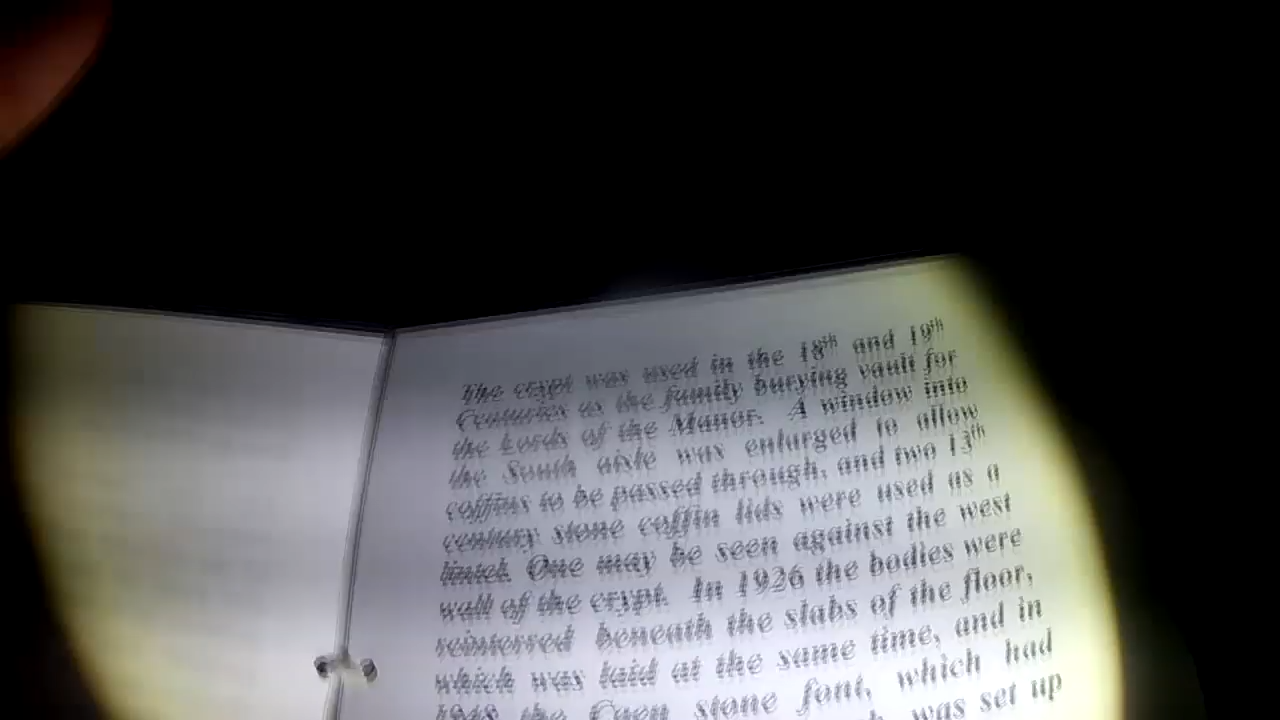 The crypt was used in the 18th and 19th
Centuries as the family burying vault for
the Lords of the Manor. A window into
the South aisle was enlarged to allow
coffins to be passed through, and two 13th
century stone coffin lids were used as a
lintel. One may be seen against the west
wall of the crypt. In 1926 the bodies were
reinterred beneath the slabs of the floor,
which was laid at the same time, and in
1948 the Caen stone font, which had
was set up